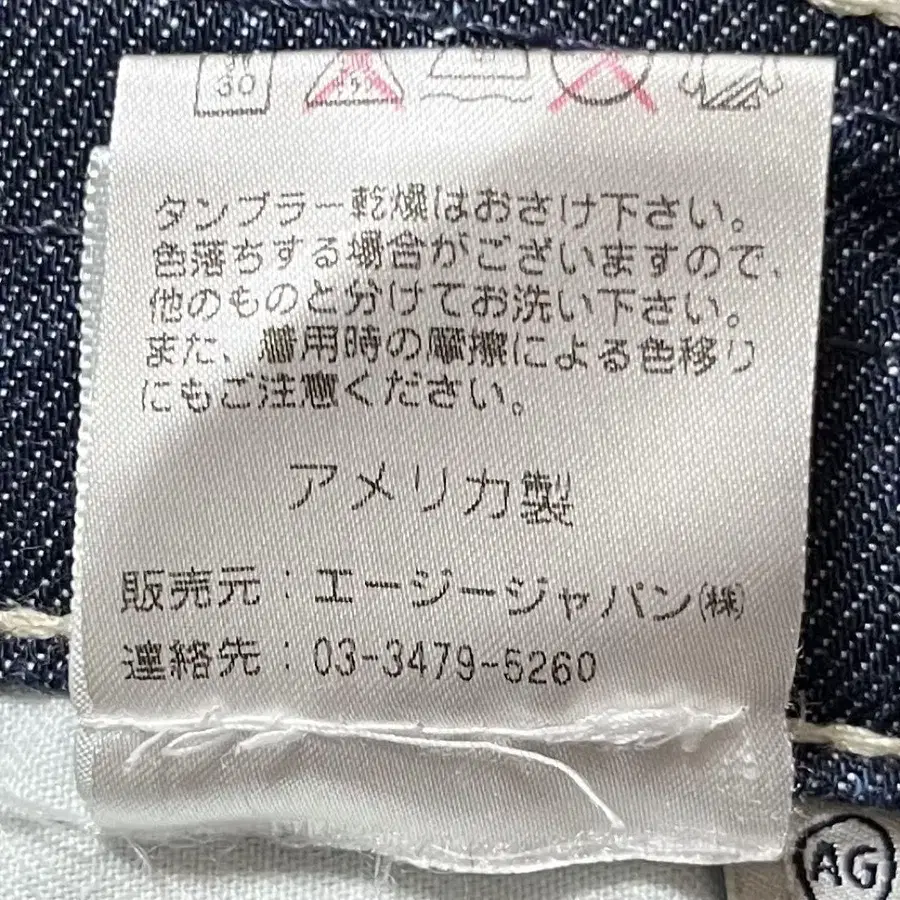 30
タンブラー乾燥はおさけ下さい。
色落ちする場合がございますので、
他のものと分けてお洗い下さい。
また、着用時の摩擦による色移り
にもご注意ください。
アメリカ製
販売元：エージージャパン㈱
連絡先：03-3479-5260
AG